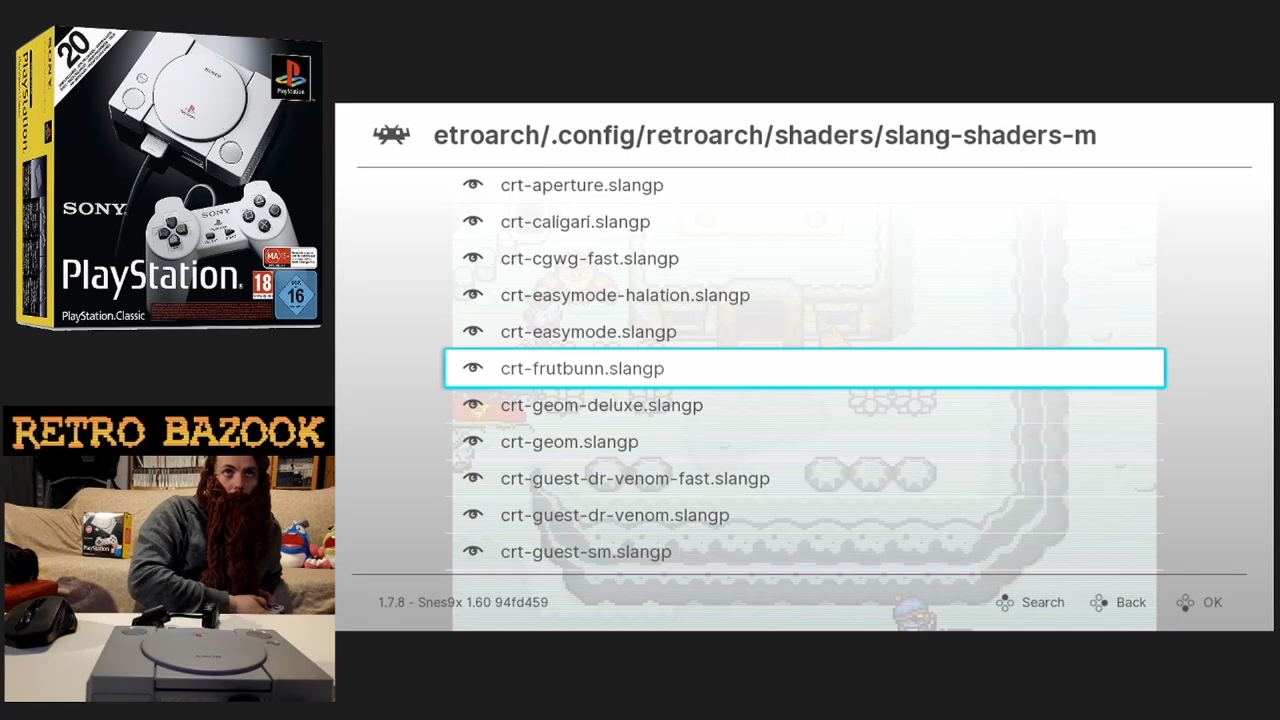 20
SONY
PlayStation
SONY
SONY
PlayStation®
PlayStation.Classic
18
16
RETRO BAZOOK
etroarch/.config/retroarch/shaders/slang-shaders-m
crt-aperture.slangp
crt-caligari.slangp
crt-cgwg-fast.slangp
crt-easymode-halation.slangp
crt-easymode.slangp
crt-frutbunn.slangp
crt-geom-deluxe.slangp
crt-geom.slangp
crt-guest-dr-venom-fast.slangp
crt-guest-dr-venom.slangp
crt-guest-sm.slangp
1.7.8 - Snes9x 1.60 94fd459
Search
Back
OK